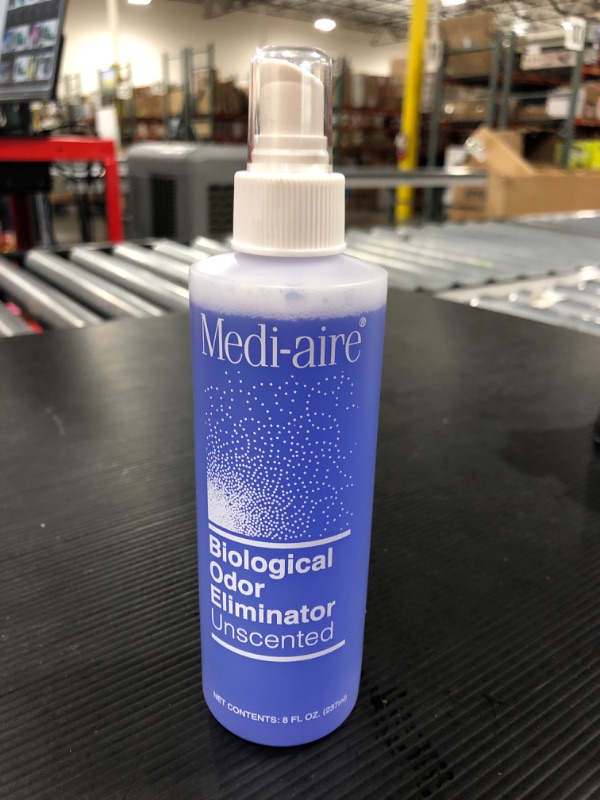 Medi-aire®
Biological
Odor
Eliminator
Unscented
NET CONTENTS: 8 FL OZ. (237ml)